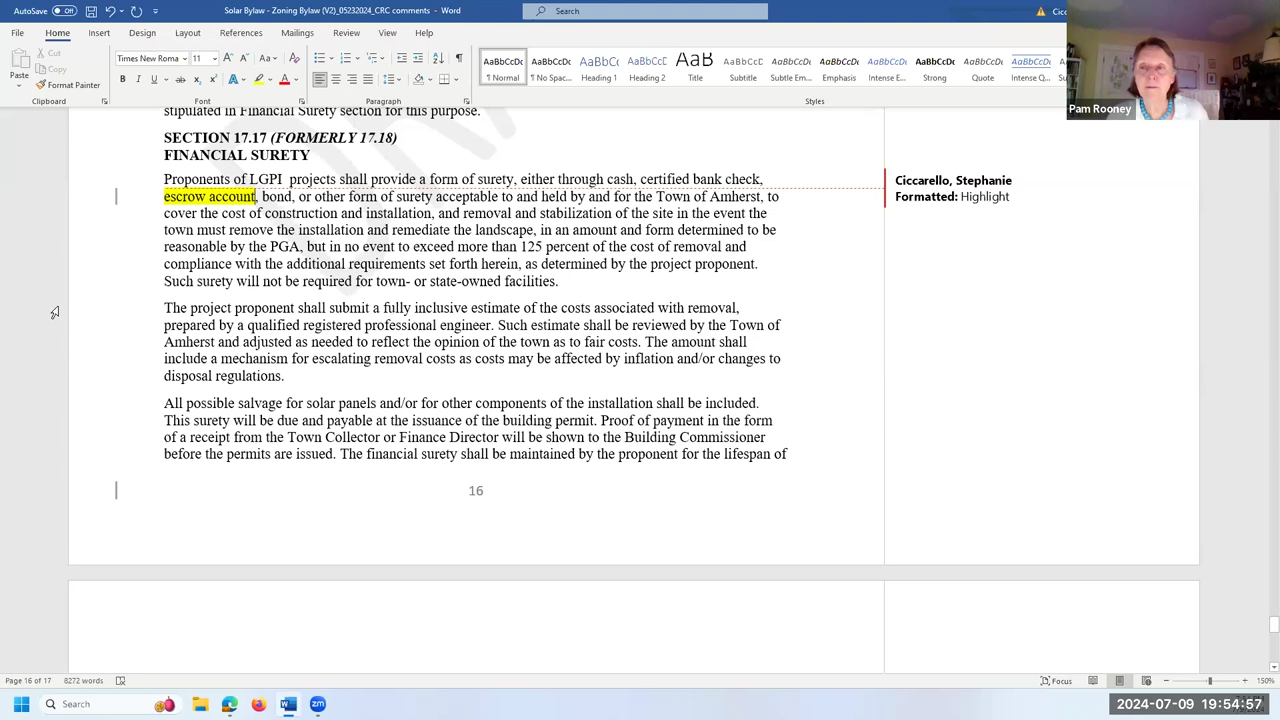 AutoSave Off Solar Bylaw - Zoning Bylaw (V)_05232024_CRC comments - Word Search
File Home Insert Design Layout References Mailings Review View Help
Paste Cut Copy Format Painter Clipboard
Times New Roma 11 Font
Paragraph
AaBbCcDc ¶ Normal
AaBbCcDc ¶ No Spac...
AaBbC Heading 1
AaBbCcC Heading 2
AaB Title
AaBbCcD Subtitle
AaBbCcDc Subtle Em...
AaBbCcDc Emphasis
AaBbCcDc Intense E...
AaBbCcDc Strong
AaBbCcDc Quote
AaBbCcDc Intense Q...
Styles
Pam Rooney
stipulated in Financial Surety section for this purpose.
SECTION 17.17 (FORMERLY 17.18)
FINANCIAL SURETY
Proponents of LGPI projects shall provide a form of surety, either through cash, certified bank check,
escrow account, bond, or other form of surety acceptable to and held by and for the Town of Amherst, to
cover the cost of construction and installation, and removal and stabilization of the site in the event the
town must remove the installation and remediate the landscape, in an amount and form determined to be
reasonable by the PGA, but in no event to exceed more than 125 percent of the cost of removal and
compliance with the additional requirements set forth herein, as determined by the project proponent.
Such surety will not be required for town- or state-owned facilities.
The project proponent shall submit a fully inclusive estimate of the costs associated with removal,
prepared by a qualified registered professional engineer. Such estimate shall be reviewed by the Town of
Amherst and adjusted as needed to reflect the opinion of the town as to fair costs. The amount shall
include a mechanism for escalating removal costs as costs may be affected by inflation and/or changes to
disposal regulations.
All possible salvage for solar panels and/or for other components of the installation shall be included.
This surety will be due and payable at the issuance of the building permit. Proof of payment in the form
of a receipt from the Town Collector or Finance Director will be shown to the Building Commissioner
before the permits are issued. The financial surety shall be maintained by the proponent for the lifespan of
16
Ciccarello, Stephanie
Formatted: Highlight
Page 16 of 17 8272 words Focus 150%
Search
2024-07-09 19:54:57